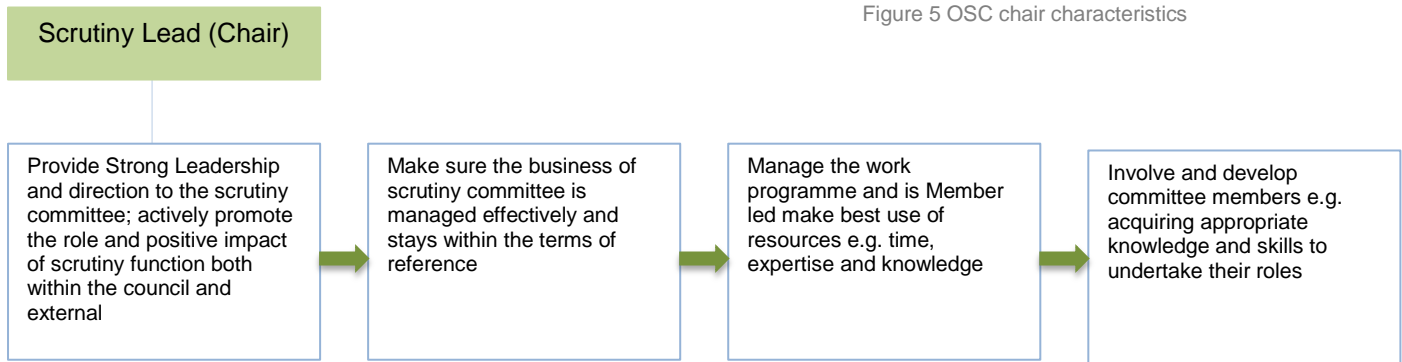 Figure 5 OSC chair characteristics
Scrutiny Lead (Chair)
Provide Strong Leadership
and direction to the scrutiny
committee; actively promote
the role and positive impact
of scrutiny function both
within the council and
external
Make sure the business of
scrutiny committee is
managed effectively and
stays within the terms of
reference
Manage the work
programme and is Member
led make best use of
resources e.g. time,
expertise and knowledge
Involve and develop
committee members e.g.
acquiring appropriate
knowledge and skills to
undertake their roles